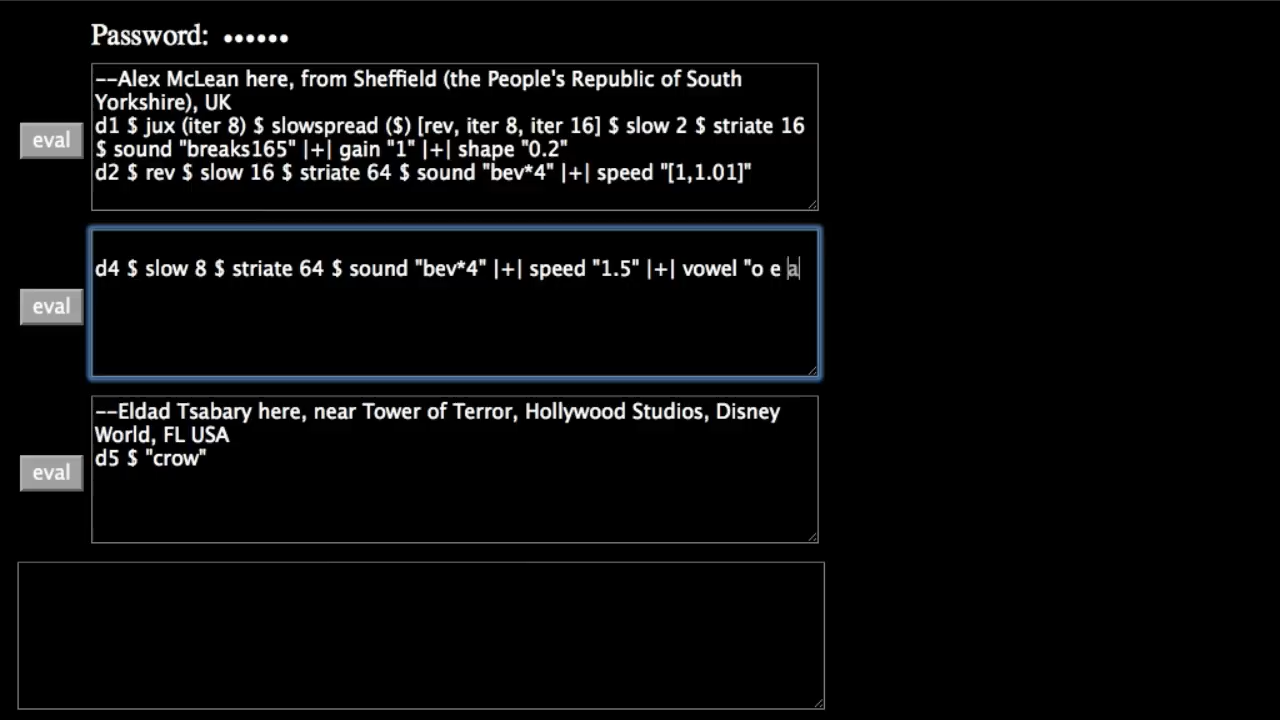 Password: ••••••
--Alex McLean here, from Sheffield (the People's Republic of South
Yorkshire), UK
eval
d1 $ jux (iter 8) $ slowspread ($) [rev, iter 8, iter 16] $ slow 2 $ striate 16
$ sound "breaks165" |+| gain "1" |+| shape "0.2"
d2 $ rev $ slow 16 $ striate 64 $ sound "bev*4" |+| speed "[1,1.01]"
d4 $ slow 8 $ striate 64 $ sound "bev*4" |+| speed "1.5" |+| vowel "o e a
eval
--Eldad Tsabary here, near Tower of Terror, Hollywood Studios, Disney
World, FL USA
d5 $ "crow"
eval